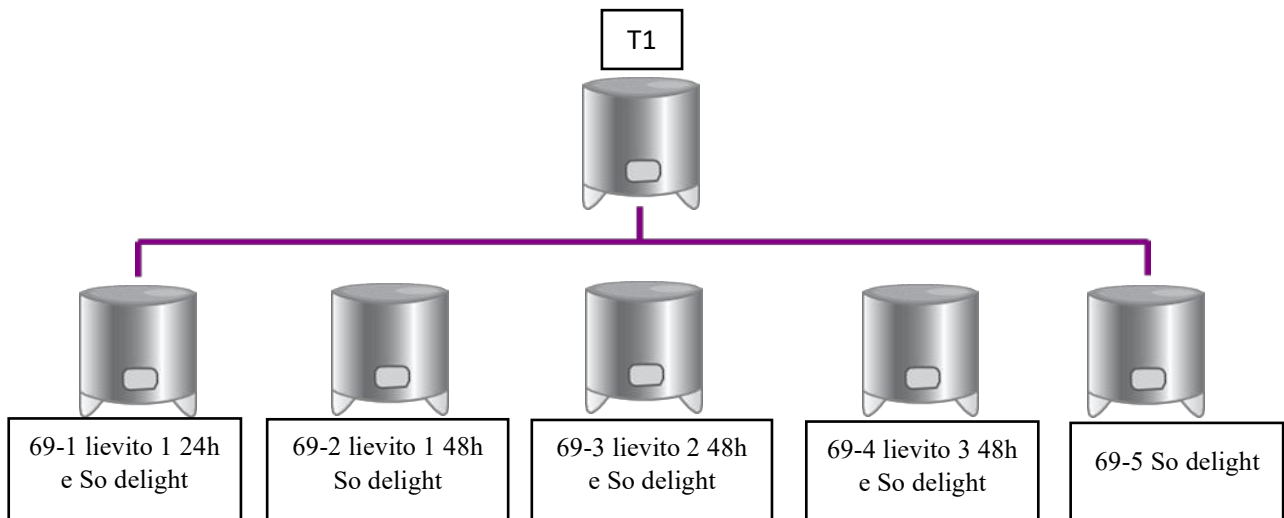 T1
69-1 lievito 1 24h
e So delight
69-2 lievito 1 48h
So delight
69-3 lievito 2 48h
e So delight
69-4 lievito 3 48h
e So delight
69-5 So delight